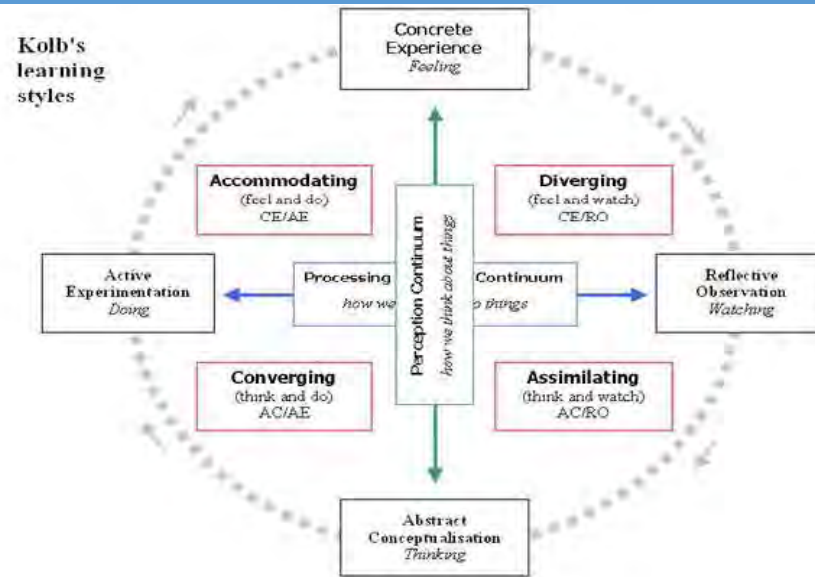 Kolb's
learning
styles
Concrete
Experience
Feeling
Accommodating
(feel and do)
CE/AE
Diverging
(feel and watch)
CE/RO
Perception Continuum
how we think about things
Active
Experimentation
Doing
Processing Continuum
how we o things
Reflective
Observation
Watching
Converging
(think and do)
AC/AE
Assimilating
(think and watch)
AC/RO
Abstract
Conceptualisation
Thinking